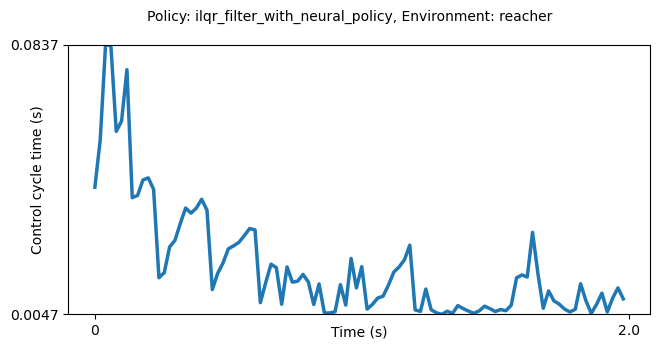 Policy: ilqr_filter_with_neural_policy, Environment: reacher
0.0837
Control cycle time (s)
0.0047
0
Time (s)
2.0